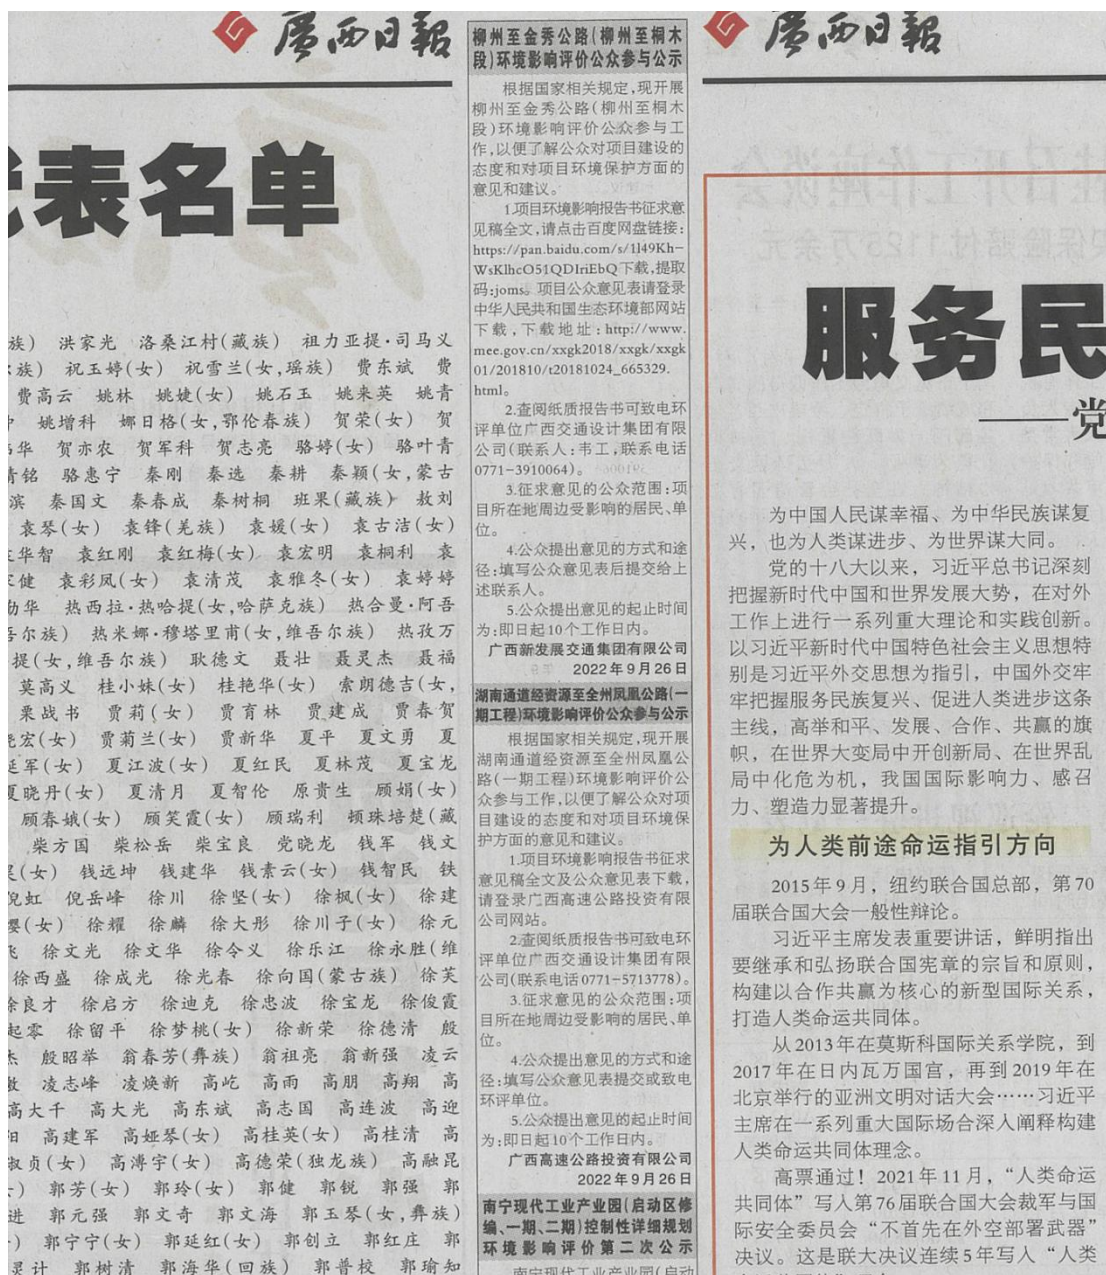 廣西日報
表名单
族) 洪家光 洛桑江村(藏族) 祖力亚提·司马义
族) 祝玉婷(女) 祝雪兰(女,瑶族) 费东斌 费
费高云 姚林 姚婕(女) 姚石玉 姚来英 姚青
姚增科 娜日格(女,鄂伦春族) 贺荣(女) 贺
华 贺亦农 贺军科 贺志亮 骆婷(女) 骆叶青
铭 骆惠宁 秦刚 秦选 秦耕 秦颖(女,蒙古
滨 秦国文 秦春成 秦树桐 班果(藏族) 敖刘
袁琴(女) 袁锋(羌族) 袁媛(女) 袁古洁(女)
华智 袁红刚 袁红梅(女) 袁宏明 袁桐利 袁
健 袁彩凤(女) 袁清茂 袁雅冬(女) 袁婷婷
华 热西拉·热哈提(女,哈萨克族) 热合曼·阿吾
尔族) 热米娜·穆塔里甫(女,维吾尔族) 热孜万
提(女,维吾尔族) 耿德文 聂壮 聂灵杰 聂福
莫高义 桂小妹(女) 桂艳华(女) 索朗德吉(女,
栗战书 贾莉(女) 贾育林 贾建成 贾春贺
宏(女) 贾菊兰(女) 贾新华 夏平 夏文勇 夏
延军(女) 夏江波(女) 夏红民 夏林茂 夏宝龙
夏晓丹(女) 夏清月 夏智伦 原贵生 顾娟(女)
顾春娥(女) 顾笑霞(女) 顾瑞利 顿珠培楚(藏
柴方国 柴松岳 柴宝良 党晓龙 钱军 钱文
(女) 钱远坤 钱建华 钱素云(女) 钱智民 铁
倪虹 倪岳峰 徐川 徐坚(女) 徐枫(女) 徐建
(女) 徐耀 徐麟 徐大彤 徐川子(女) 徐元
飞 徐文光 徐文华 徐令义 徐乐江 徐永胜(维
徐西盛 徐成光 徐光春 徐向国(蒙古族) 徐芙
徐良才 徐启方 徐迪克 徐忠波 徐宝龙 徐俊霞
起零 徐留平 徐梦桃(女) 徐新荣 徐德清 殷
杰 殷昭举 翁春芳(彝族) 翁祖亮 翁新强 凌云
凌志峰 凌焕新 高屹 高雨 高朋 高翔 高
高大千 高大光 高东斌 高志国 高连波 高迎
阳 高建军 高娅琴(女) 高桂英(女) 高桂清 高
淑贞(女) 高溥宇(女) 高德荣(独龙族) 高融昆
郭芳(女) 郭玲(女) 郭健 郭锐 郭强 郭
进 郭元强 郭文奇 郭文海 郭玉琴(女,彝族)
郭宁宁(女) 郭延红(女) 郭创立 郭红庄 郭
灵计 郭树清 郭海华(回族) 郭普校 郭瑜知
柳州至金秀公路(柳州至桐木
段)环境影响评价公众参与公示
根据国家相关规定,现开展
柳州至金秀公路(柳州至桐木
段)环境影响评价公众参与工
作,以便了解公众对项目建设的
态度和对项目环境保护方面的
意见和建议。
1.项目环境影响报告书征求意
见稿全文,请点击百度网盘链接:
https://pan.baidu.com/s/1l49Kh-
WsKlhcO51QDIriEbQ下载,提取
码:joms。项目公众意见表请登录
中华人民共和国生态环境部网站
下载,下载地址:http://www.
mee.gov.cn/xxgk2018/xxgk/xxgk
01/201810/t20181024_665329.
html。
2.查阅纸质报告书可致电环
评单位广西交通设计集团有限
公司(联系人:韦工,联系电话
0771-3910064)。
3.征求意见的公众范围:项
目所在地周边受影响的居民、单
位。
4.公众提出意见的方式和途
径:填写公众意见表后提交给上
述联系人。
5.公众提出意见的起止时间
为:即日起10个工作日内。
广西新发展交通集团有限公司
2022年9月26日
湖南通道经资源至全州凤凰公路(一
期工程)环境影响评价公众参与公示
根据国家相关规定,现开展
湖南通道经资源至全州凤凰公
路(一期工程)环境影响评价公
众参与工作,以便了解公众对项
目建设的态度和对项目环境保
护方面的意见和建议。
1.项目环境影响报告书征求
意见稿全文及公众意见表下载,
请登录广西高速公路投资有限
公司网站。
2.查阅纸质报告书可致电环
评单位广西交通设计集团有限
公司(联系电话0771-5713778)。
3.征求意见的公众范围:项
目所在地周边受影响的居民、单
位。
4.公众提出意见的方式和途
径:填写公众意见表提交或致电
环评单位。
5.公众提出意见的起止时间
为:即日起10个工作日内。
广西高速公路投资有限公司
2022年9月26日
南宁现代工业产业园(启动区修
编、一期、二期)控制性详细规划
环境影响评价第二次公示
南宁现代工业产业园(启动
廣西日報
服务民
——党
为中国人民谋幸福、为中华民族谋复
兴，也为人类谋进步、为世界谋大同。
党的十八大以来，习近平总书记深刻
把握新时代中国和世界发展大势，在对外
工作上进行一系列重大理论和实践创新。
以习近平新时代中国特色社会主义思想特
别是习近平外交思想为指引，中国外交牢
牢把握服务民族复兴、促进人类进步这条
主线，高举和平、发展、合作、共赢的旗
帜，在世界大变局中开创新局、在世界乱
局中化危为机，我国国际影响力、感召
力、塑造力显著提升。
为人类前途命运指引方向
2015年9月，纽约联合国总部，第70
届联合国大会一般性辩论。
习近平主席发表重要讲话，鲜明指出
要继承和弘扬联合国宪章的宗旨和原则，
构建以合作共赢为核心的新型国际关系，
打造人类命运共同体。
从2013年在莫斯科国际关系学院，到
2017年在日内瓦万国宫，再到2019年在
北京举行的亚洲文明对话大会……习近平
主席在一系列重大国际场合深入阐释构建
人类命运共同体理念。
高票通过！2021年11月，“人类命运
共同体”写入第76届联合国大会裁军与国
际安全委员会“不首先在外空部署武器”
决议。这是联大决议连续5年写入“人类